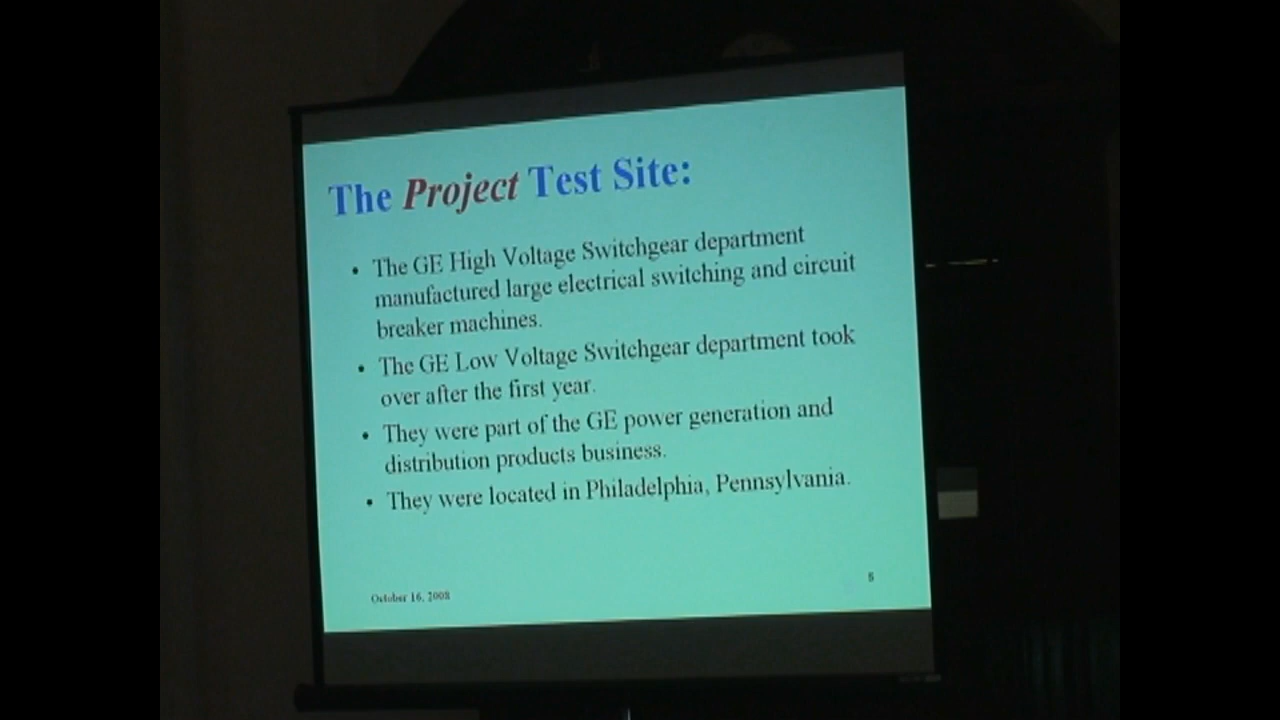 The Project Test Site:
• The GE High Voltage Switchgear department
manufactured large electrical switching and circuit
breaker machines.
• The GE Low Voltage Switchgear department took
over after the first year.
• They were part of the GE power generation and
distribution products business.
• They were located in Philadelphia, Pennsylvania.
October 16, 2008
5